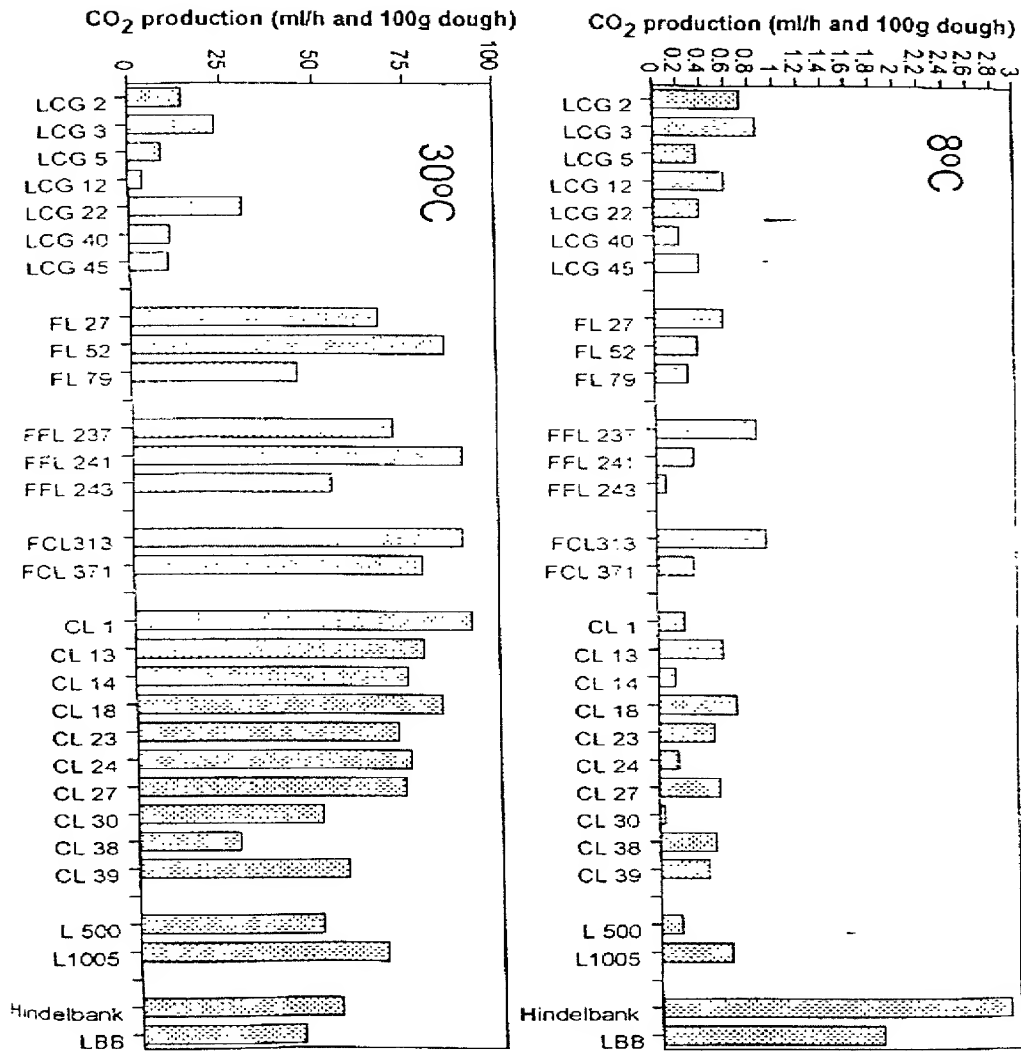 CO2 production (ml/h and 100g dough)
0 25 50 75 100
30ºC
LCG 2
LCG 3
LCG 5
LCG 12
LCG 22
LCG 40
LCG 45
FL 27
FL 52
FL 79
FFL 237
FFL 241
FFL 243
FCL313
FCL 371
CL 1
CL 13
CL 14
CL 18
CL 23
CL 24
CL 27
CL 30
CL 38
CL 39
L 500
L1005
Hindelbank
LBB
CO2 production (ml/h and 100g dough)
0 0.2 0.4 0.6 0.8 1 1.2 1.4 1.6 1.8 2 2.2 2.4 2.6 2.8 3
8ºC
LCG 2
LCG 3
LCG 5
LCG 12
LCG 22
LCG 40
LCG 45
FL 27
FL 52
FL 79
FFL 237
FFL 241
FFL 243
FCL313
FCL 371
CL 1
CL 13
CL 14
CL 18
CL 23
CL 24
CL 27
CL 30
CL 38
CL 39
L 500
L1005
Hindelbank
LBB